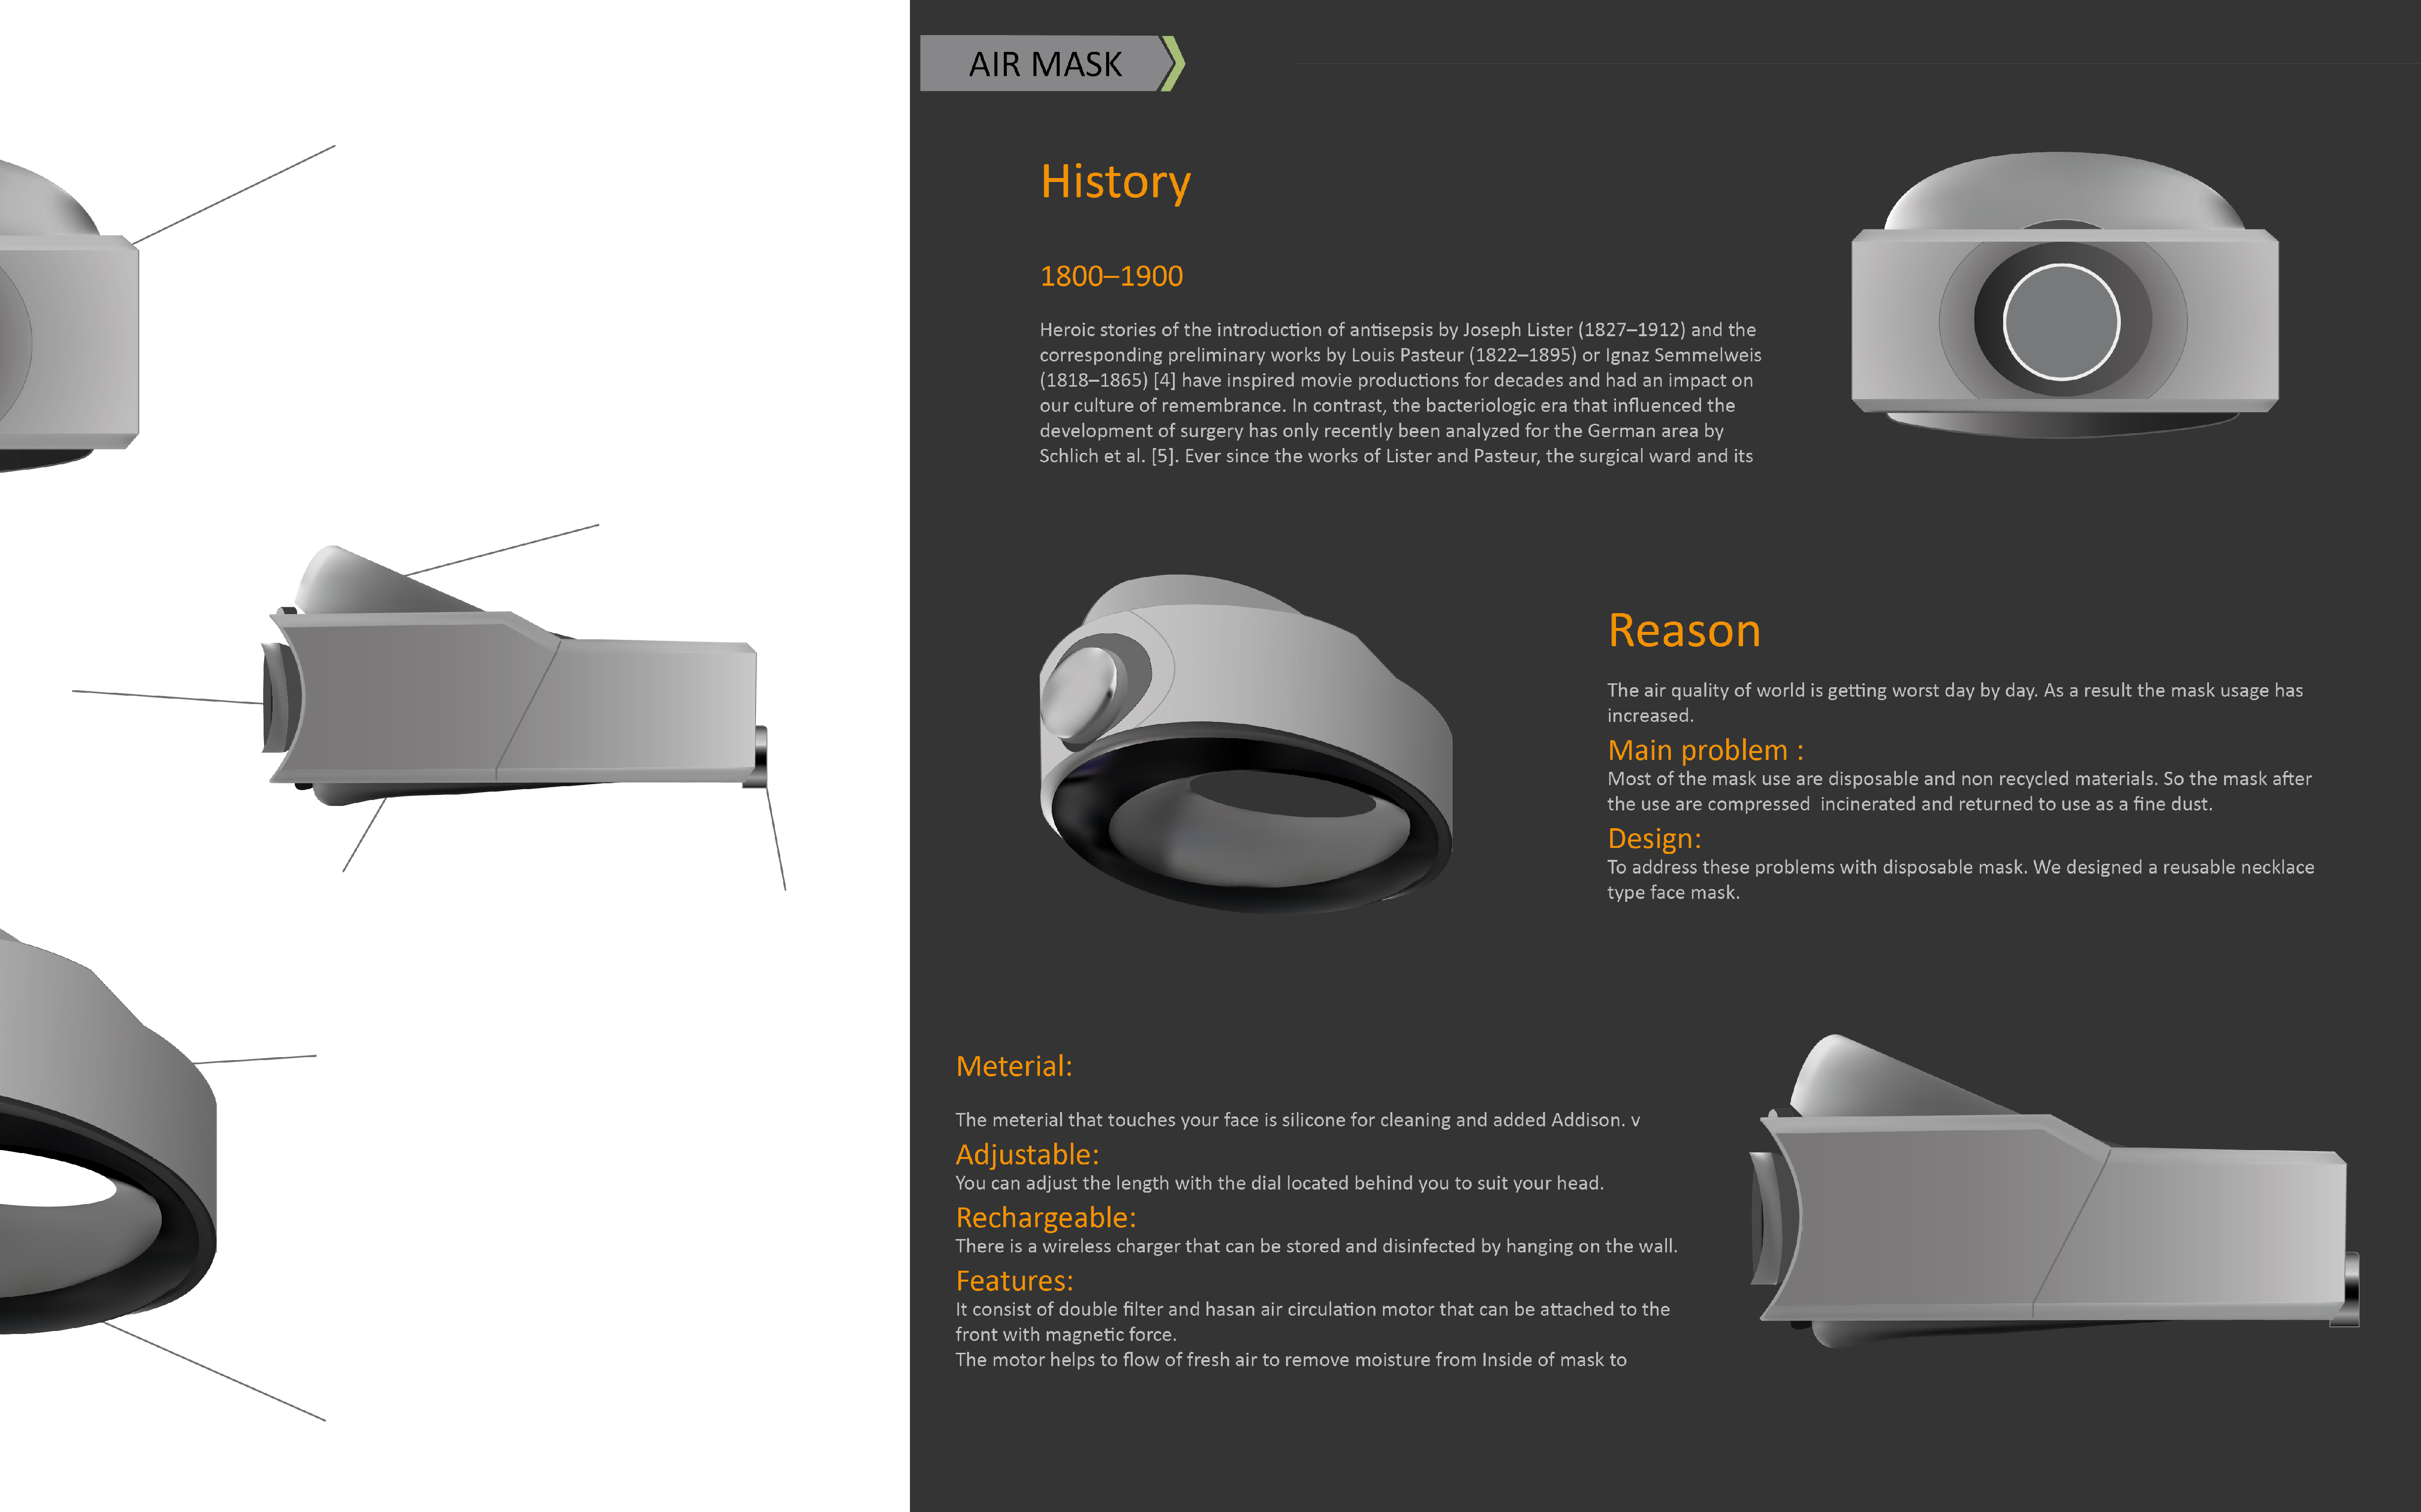 AIR MASK
History
1800–1900
Heroic stories of the introduction of antisepsis by Joseph Lister (1827–1912) and the
corresponding preliminary works by Louis Pasteur (1822–1895) or Ignaz Semmelweis
(1818–1865) [4] have inspired movie productions for decades and had an impact on
our culture of remembrance. In contrast, the bacteriologic era that influenced the
development of surgery has only recently been analyzed for the German area by
Schlich et al. [5]. Ever since the works of Lister and Pasteur, the surgical ward and its
Reason
The air quality of world is getting worst day by day. As a result the mask usage has
increased.
Main problem :
Most of the mask use are disposable and non recycled materials. So the mask after
the use are compressed  incinerated and returned to use as a fine dust.
Design:
To address these problems with disposable mask. We designed a reusable necklace
type face mask.
Meterial:
The meterial that touches your face is silicone for cleaning and added Addison. v
Adjustable:
You can adjust the length with the dial located behind you to suit your head.
Rechargeable:
There is a wireless charger that can be stored and disinfected by hanging on the wall.
Features:
It consist of double filter and hasan air circulation motor that can be attached to the
front with magnetic force.
The motor helps to flow of fresh air to remove moisture from Inside of mask to